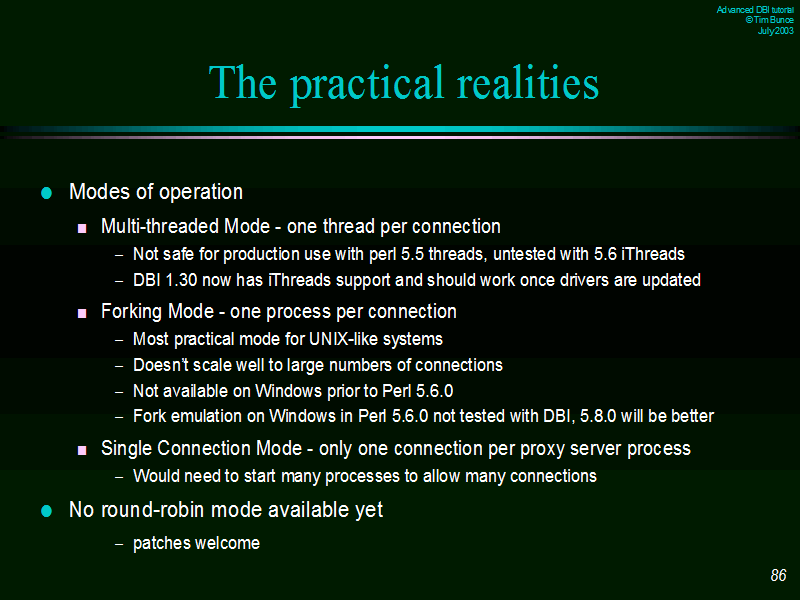 Advanced DBI tutorial
© Tim Bunce
July 2003
The practical realities
Modes of operation
Multi-threaded Mode - one thread per connection
– Not safe for production use with perl 5.5 threads, untested with 5.6 iThreads
– DBI 1.30 now has iThreads support and should work once drivers are updated
Forking Mode - one process per connection
– Most practical mode for UNIX-like systems
– Doesn't scale well to large numbers of connections
– Not available on Windows prior to Perl 5.6.0
– Fork emulation on Windows in Perl 5.6.0 not tested with DBI, 5.8.0 will be better
Single Connection Mode - only one connection per proxy server process
– Would need to start many processes to allow many connections
No round-robin mode available yet
– patches welcome
86